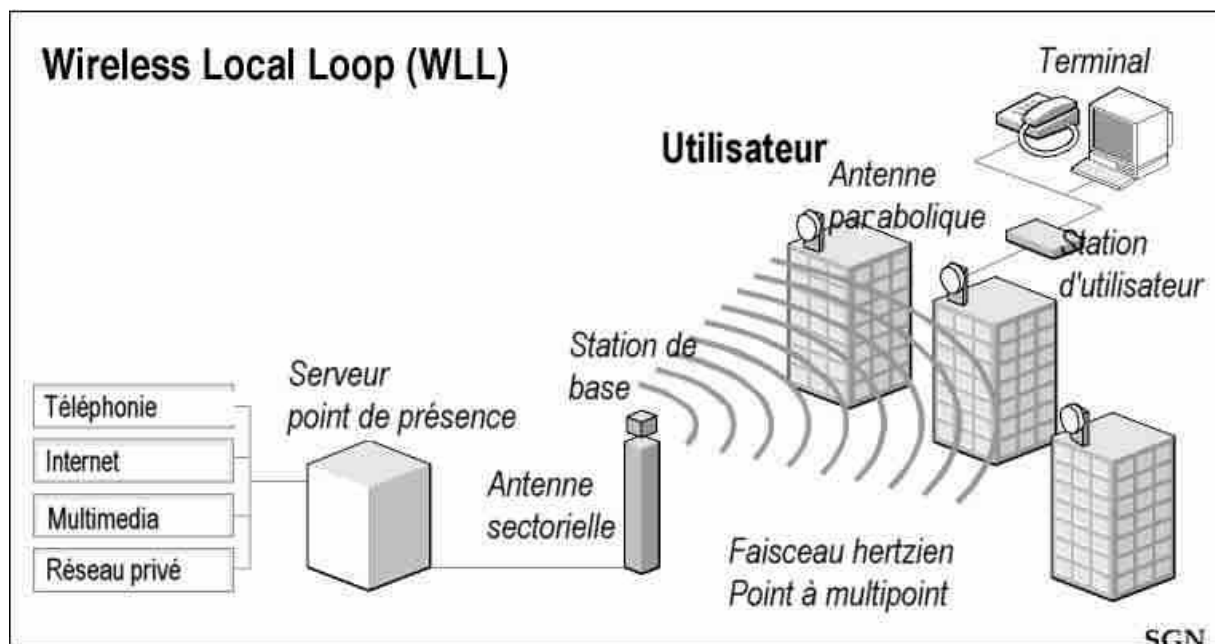 Wireless Local Loop (WLL)
Terminal
Utilisateur
Antenne
parabolique
Station
d'utilisateur
Station de
base
Serveur
point de présence
Téléphonie
Internet
Multimedia
Réseau privé
Antenne
sectorielle
Faisceau hertzien
Point à multipoint
SGN